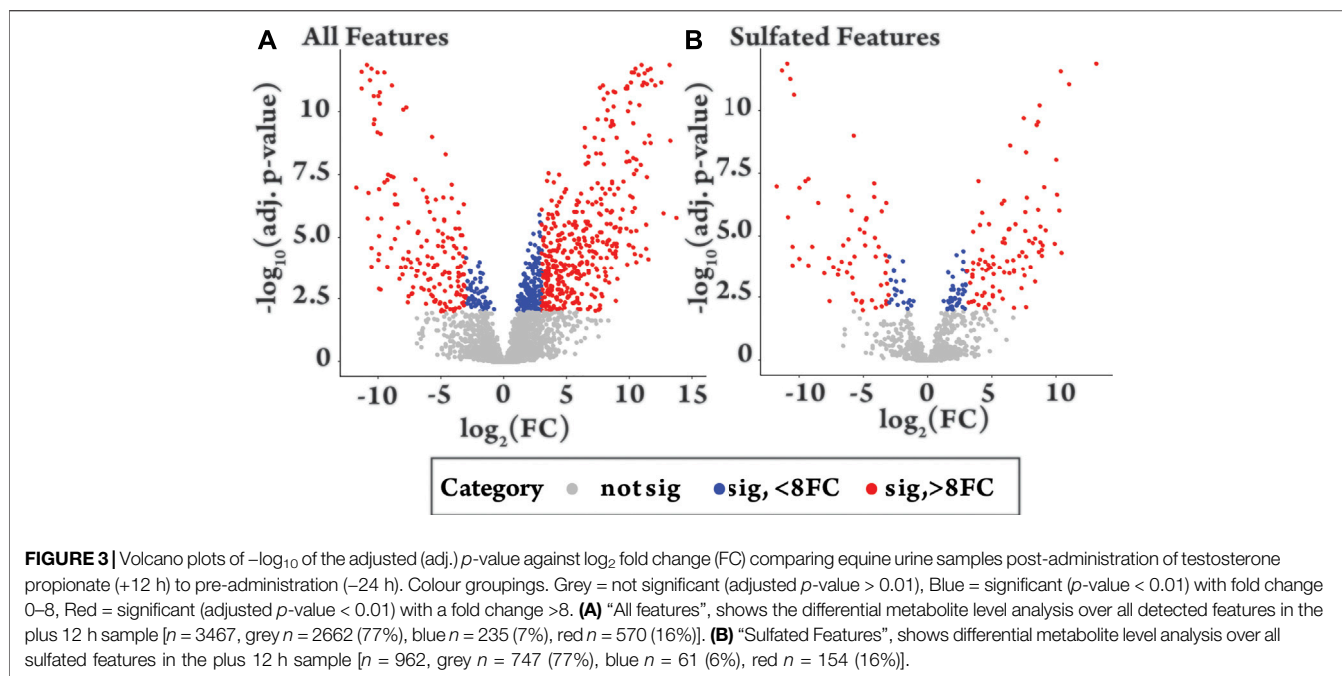 A All Features
-log₁₀(adj. p-value)
10
7.5
5.0
2.5
0
-10 -5 0 5 10 15
log₂(FC)
B Sulfated Features
-log₁₀(adj. p-value)
10
7.5
5.0
2.5
0
-10 -5 0 5 10
log₂(FC)
Category not sig sig, <8FC sig,>8FC
FIGURE 3 | Volcano plots of –log₁₀ of the adjusted (adj.) p-value against log₂ fold change (FC) comparing equine urine samples post-administration of testosterone
propionate (+12 h) to pre-administration (−24 h). Colour groupings. Grey = not significant (adjusted p-value > 0.01), Blue = significant (p-value < 0.01) with fold change
0–8, Red = significant (adjusted p-value < 0.01) with a fold change >8. (A) “All features”, shows the differential metabolite level analysis over all detected features in the
plus 12 h sample [n = 3467, grey n = 2662 (77%), blue n = 235 (7%), red n = 570 (16%)]. (B) “Sulfated Features”, shows differential metabolite level analysis over all
sulfated features in the plus 12 h sample [n = 962, grey n = 747 (77%), blue n = 61 (6%), red n = 154 (16%)].